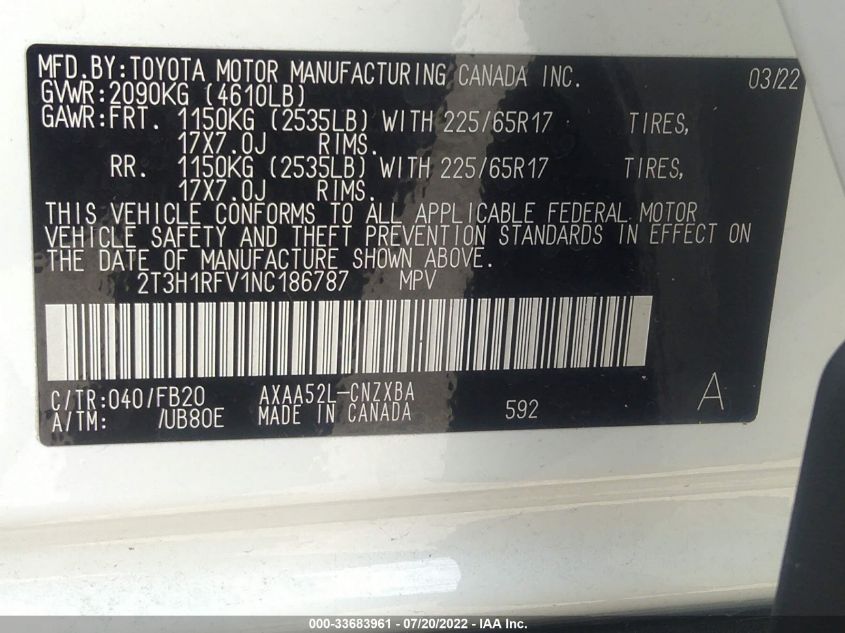 MFD.BY:TOYOTA MOTOR MANUFACTURING CANADA INC. 03/22
GVWR:2090KG (4610LB)
GAWR:FRT. 1150KG (2535LB) WITH 225/65R17 TIRES,
17X7.0J RIMS.
RR. 1150KG (2535LB) WITH 225/65R17 TIRES,
17X7.0J RIMS.
THIS VEHICLE CONFORMS TO ALL APPLICABLE FEDERAL MOTOR
VEHICLE SAFETY AND THEFT PREVENTION STANDARDS IN EFFECT ON
THE DATE OF MANUFACTURE SHOWN ABOVE.
2T3H1RFV1NC186787 MPV
C/TR:040/FB20 AXAA52L-CNZXBA A
A/TM: /UB80E MADE IN CANADA 592
000-33683961 - 07/20/2022 - IAA Inc.